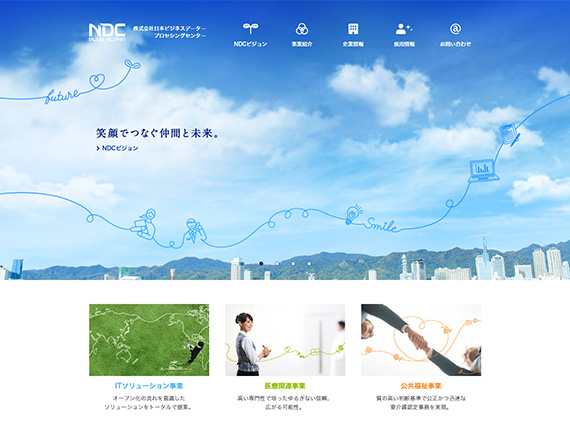 NDC
株式会社日本ビジネスデーター
プロセシングセンター
NDCビジョン
事業紹介
企業情報
採用情報
お問い合わせ
future
笑顔でつなぐ仲間と未来。
NDCビジョン
Smile
ITソリューション事業
オープン化の流れを意識した
ソリューションをトータルで提案。
医療関連事業
高い専門性で培ったゆるぎない信頼、
広がる可能性。
公共福祉事業
質の高い判断基準で公正かつ迅速な
要介護認定事務を実現。